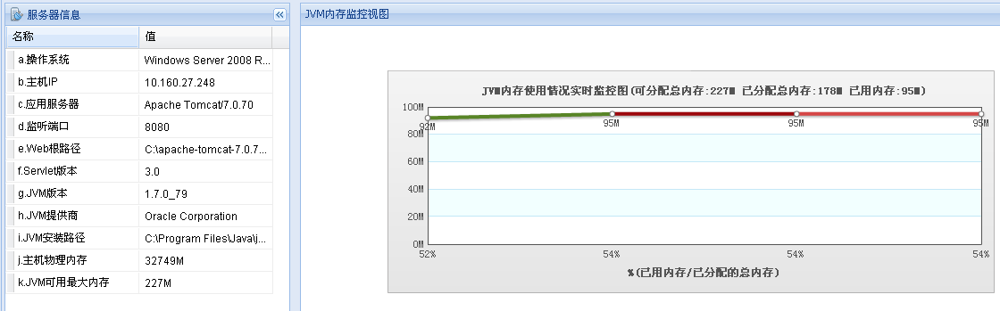 服务器信息
名称 值
a.操作系统 Windows Server 2008 R...
b.主机IP 10.160.27.248
c.应用服务器 Apache Tomcat/7.0.70
d.监听端口 8080
e.Web根路径 C:\apache-tomcat-7.0.7...
f.Servlet版本 3.0
g.JVM版本 1.7.0_79
h.JVM提供商 Oracle Corporation
i.JVM安装路径 C:\Program Files\Java\j...
j.主机物理内存 32749M
k.JVM可用最大内存 227M
JVM内存监控视图
JVM内存使用情况实时监控图(可分配总内存:227M 已分配总内存:178M 已用内存:95M)
100M
92M 95M 95M 95M
80M
60M
40M
20M
0M
52% 54% 54% 54%
%(已用内存/已分配的总内存)